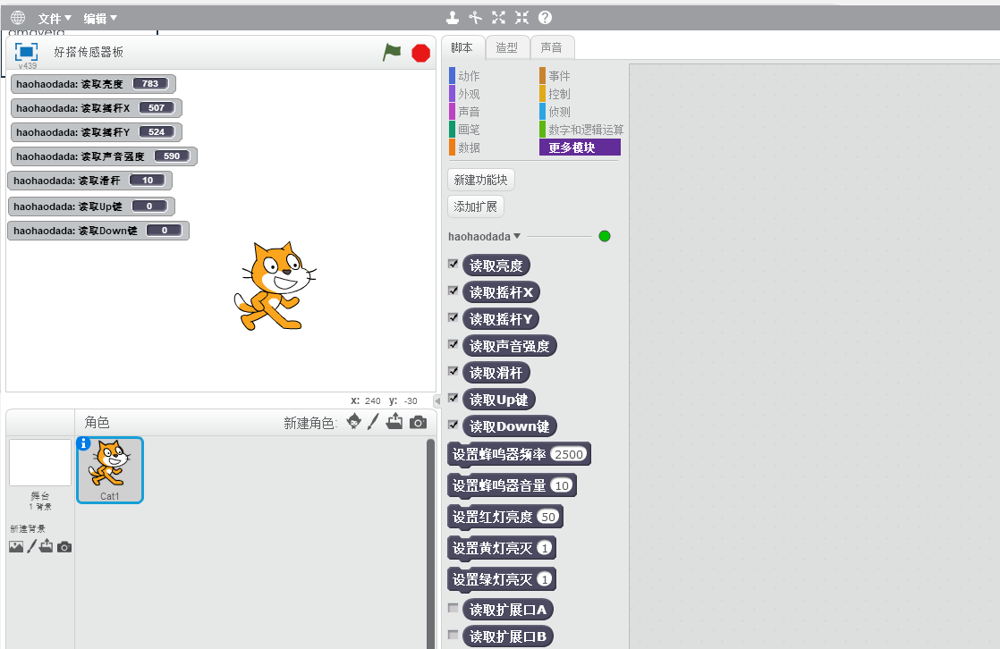 文件 编辑
好搭传感器板
v439
haohaodada: 读取亮度 783
haohaodada: 读取摇杆X 507
haohaodada: 读取摇杆Y 524
haohaodada: 读取声音强度 590
haohaodada: 读取滑杆 10
haohaodada: 读取Up键 0
haohaodada: 读取Down键 0
x: 240 y: -30
角色 新建角色:
舞台
1 背景
新建背景
Cat1
脚本 造型 声音
动作 事件
外观 控制
声音 侦测
画笔 数字和逻辑运算
数据 更多模块
新建功能块
添加扩展
haohaodada
读取亮度
读取摇杆X
读取摇杆Y
读取声音强度
读取滑杆
读取Up键
读取Down键
设置蜂鸣器频率 2500
设置蜂鸣器音量 10
设置红灯亮度 50
设置黄灯亮灭 1
设置绿灯亮灭 1
读取扩展口A
读取扩展口B